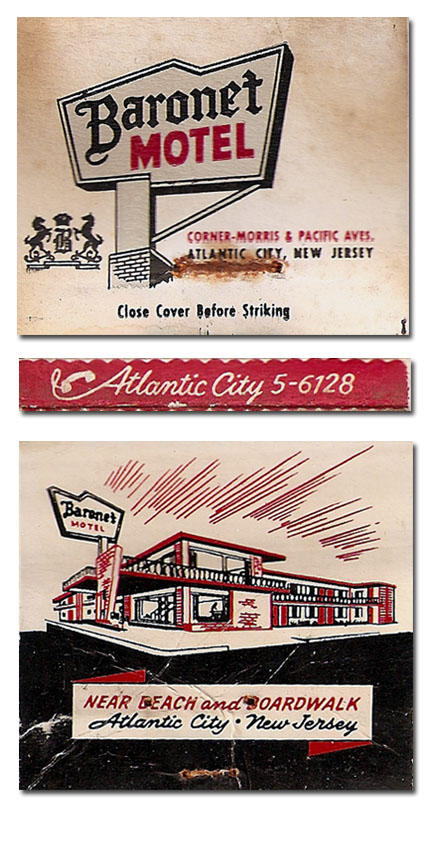 Baronet
MOTEL
B
CORNER-MORRIS & PACIFIC AVES.
ATLANTIC CITY, NEW JERSEY
Close Cover Before Striking
Atlantic City 5-6128
Baronet
MOTEL
NEAR BEACH and BOARDWALK
Atlantic City • New Jersey